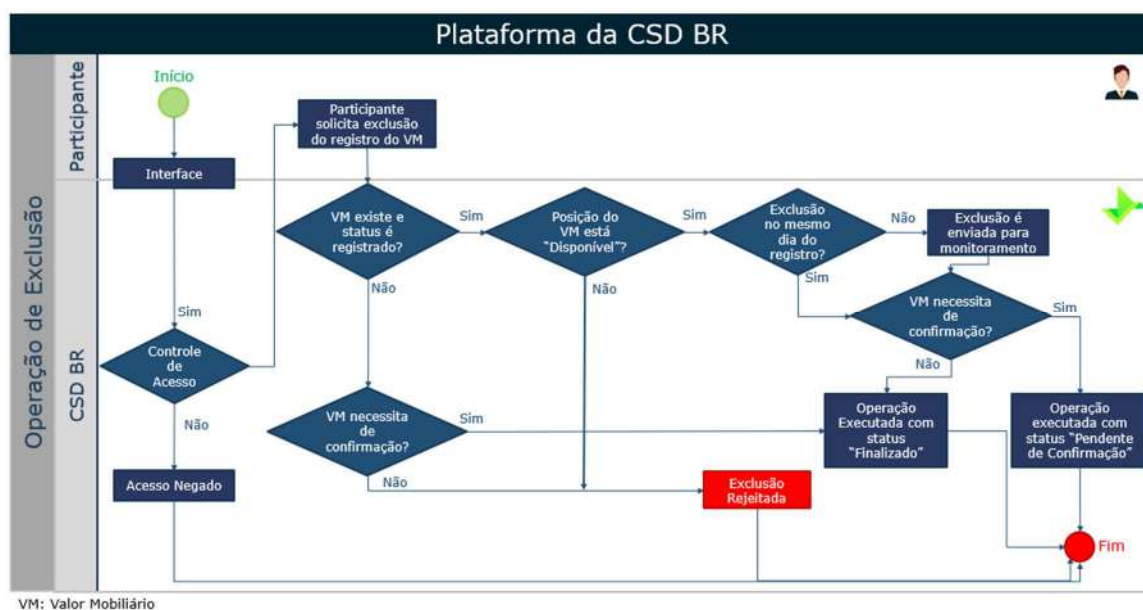 Plataforma da CSD BR
Operação de Exclusão
Participante
CSD BR
Início
Participante
solicita exclusão
do registro do VM
Interface
VM existe e
status é
registrado?
Sim
Posição do
VM está
"Disponível"?
Sim
Exclusão
no mesmo
dia do
registro?
Não
Exclusão é
enviada para
monitoramento
Não
Não
Sim
VM necessita
de
confirmação?
Sim
Não
Sim
Controle
de
Acesso
Não
VM necessita
de
confirmação?
Sim
Não
Operação
Executada com
status
"Finalizado"
Operação
executada com
status "Pendente
de Confirmação"
Acesso Negado
Exclusão
Rejeitada
Fim
VM: Valor Mobiliário